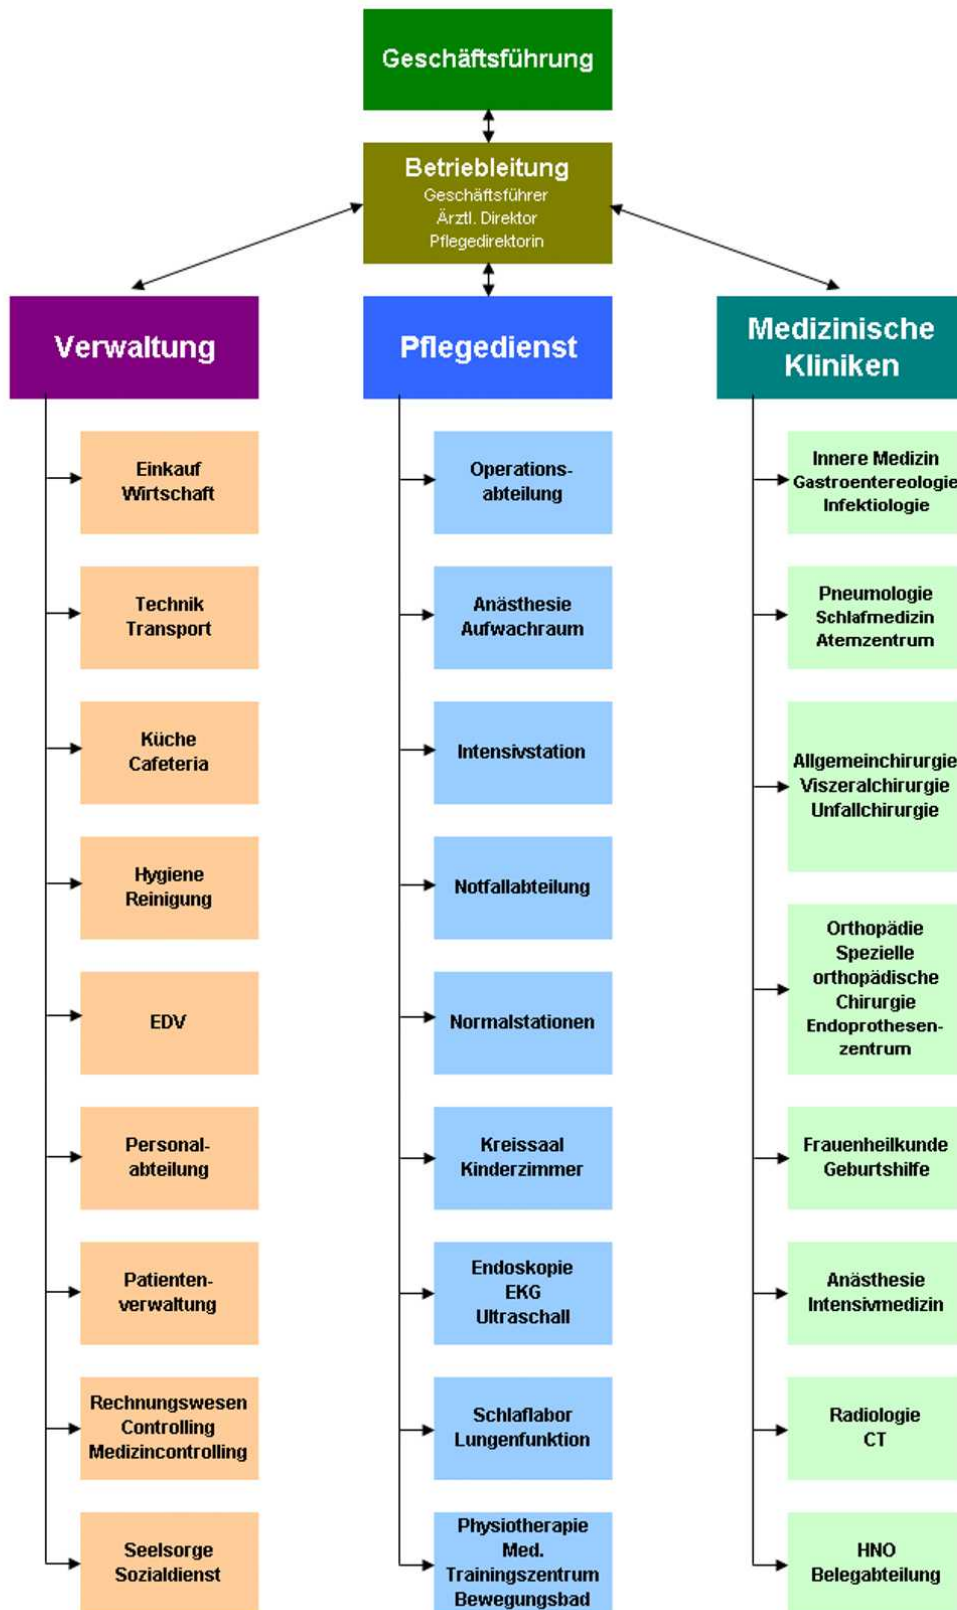 Geschäftsführung
Betriebleitung
Geschäftsführer
Ärztl. Direktor
Pflegedirektorin
Verwaltung
Einkauf
Wirtschaft
Technik
Transport
Küche
Cafeteria
Hygiene
Reinigung
EDV
Personal-
abteilung
Patienten-
verwaltung
Rechnungswesen
Controlling
Medizincontrolling
Seelsorge
Sozialdienst
Pflegedienst
Operations-
abteilung
Anästhesie
Aufwachraum
Intensivstation
Notfallabteilung
Normalstationen
Kreissaal
Kinderzimmer
Endoskopie
EKG
Ultraschall
Schlaflabor
Lungenfunktion
Physiotherapie
Med.
Trainingszentrum
Bewegungsbad
Medizinische
Kliniken
Innere Medizin
Gastroentereologie
Infektiologie
Pneumologie
Schlafmedizin
Atemzentrum
Allgemeinchirurgie
Viszeralchirurgie
Unfallchirurgie
Orthopädie
Spezielle
orthopädische
Chirurgie
Endoprothesen-
zentrum
Frauenheilkunde
Geburtshilfe
Anästhesie
Intensivmedizin
Radiologie
CT
HNO
Belegabteilung